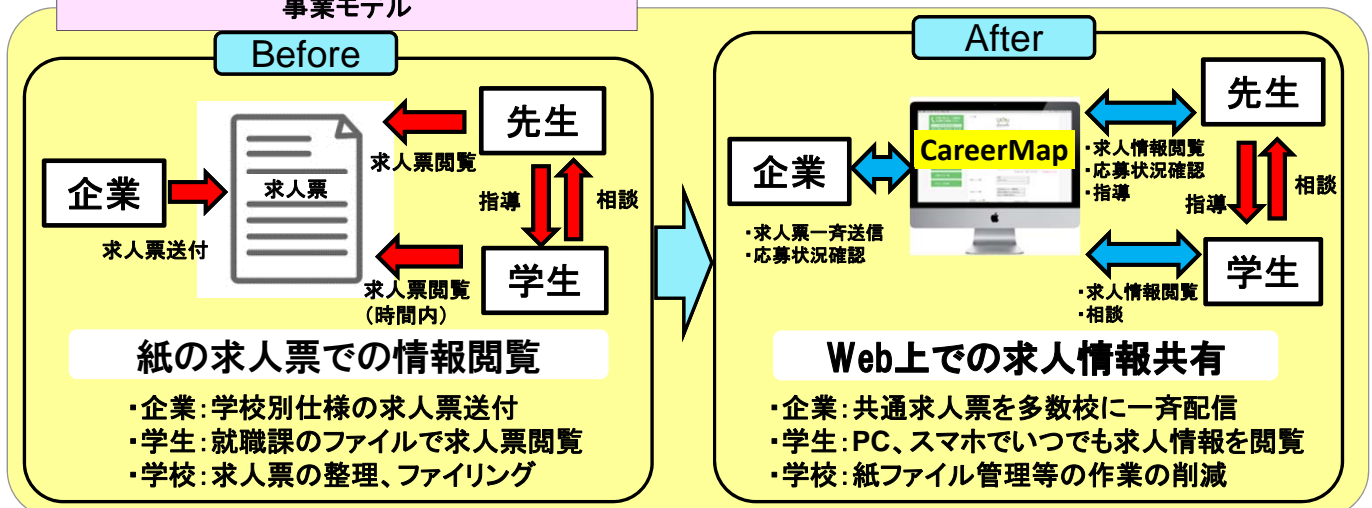 事業モデル
Before
企業
求人票送付
求人票
求人票閲覧
先生
指導
相談
学生
求人票閲覧
(時間内)
紙の求人票での情報閲覧
・企業：学校別仕様の求人票送付
・学生：就職課のファイルで求人票閲覧
・学校：求人票の整理、ファイリング
After
企業
・求人票一斉送信
・応募状況確認
CareerMap
先生
・求人情報閲覧
・応募状況確認
・指導
指導
相談
学生
・求人情報閲覧
・相談
Web上での求人情報共有
・企業：共通求人票を多数校に一斉配信
・学生：PC、スマホでいつでも求人情報を閲覧
・学校：紙ファイル管理等の作業の削減